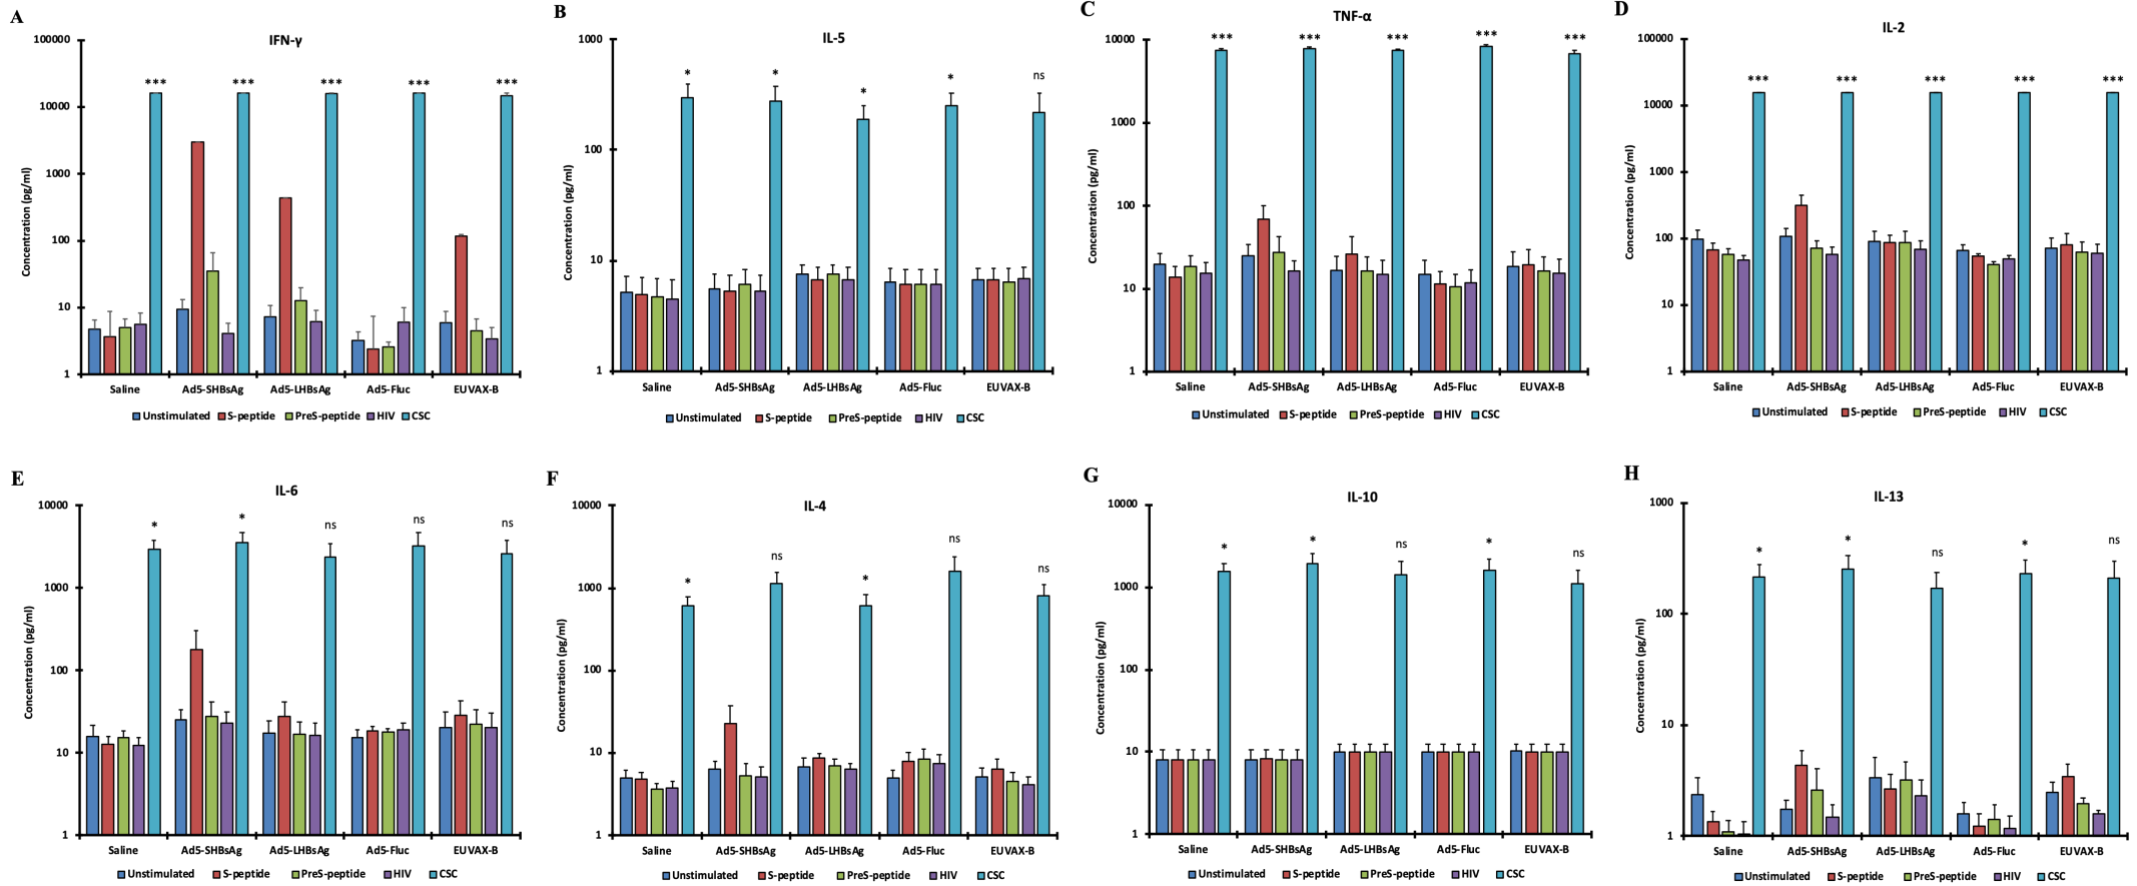 A
IFN-γ
100000
10000
1000
100
10
1
Concentration (pg/ml)
*** *** *** *** ***
Saline Ad5-SHBsAg Ad5-LHBsAg Ad5-Fluc EUVAX-B
Unstimulated S-peptide PreS-peptide HIV CSC
B
IL-5
1000
100
10
1
Concentration (pg/ml)
* * * * ns
Saline Ad5-SHBsAg Ad5-LHBsAg Ad5-Fluc EUVAX-B
Unstimulated S-peptide PreS-peptide HIV CSC
C
TNF-α
10000
1000
100
10
1
Concentration (pg/ml)
*** *** *** *** ***
Saline Ad5-SHBsAg Ad5-LHBsAg Ad5-Fluc EUVAX-B
Unstimulated S-peptide PreS-peptide HIV CSC
D
IL-2
100000
10000
1000
100
10
1
Concentration (pg/ml)
*** *** *** *** ***
Saline Ad5-SHBsAg Ad5-LHBsAg Ad5-Fluc EUVAX-B
Unstimulated S-peptide PreS-peptide HIV CSC
E
IL-6
10000
1000
100
10
1
Concentration (pg/ml)
* * ns ns ns
Saline Ad5-SHBsAg Ad5-LHBsAg Ad5-Fluc EUVAX-B
Unstimulated S-peptide PreS-peptide HIV CSC
F
IL-4
10000
1000
100
10
1
Concentration (pg/ml)
* ns * ns ns
Saline Ad5-SHBsAg Ad5-LHBsAg Ad5-Fluc EUVAX-B
Unstimulated S-peptide PreS-peptide HIV CSC
G
IL-10
10000
1000
100
10
1
Concentration (pg/ml)
* * ns * ns
Saline Ad5-SHBsAg Ad5-LHBsAg Ad5-Fluc EUVAX-B
Unstimulated S-peptide PreS-peptide HIV CSC
H
IL-13
1000
100
10
1
Concentration (pg/ml)
* * ns * ns
Saline Ad5-SHBsAg Ad5-LHBsAg Ad5-Fluc EUVAX-B
Unstimulated S-peptide PreS-peptide HIV CSC